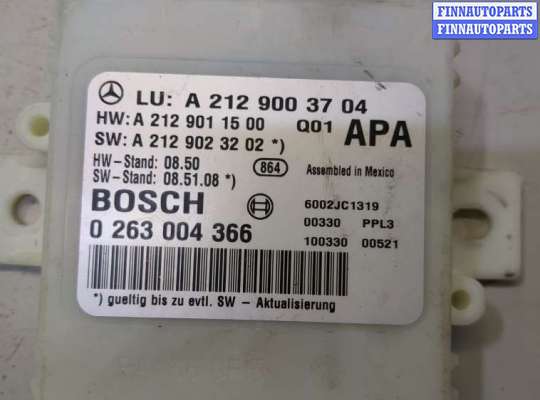 FINNAUTOPARTS
FINNAUTOPARTS
LU: A 212 900 37 04
HW: A 212 901 15 00 Q01 APA
SW: A 212 902 32 02 *)
HW-Stand: 08.50 864 Assembled in Mexico
SW-Stand: 08.51.08 *)
BOSCH 6002JC1319
0 263 004 366 00330 PPL3
100330 00521
*) gueltig bis zu evtl. SW - Aktualisierung